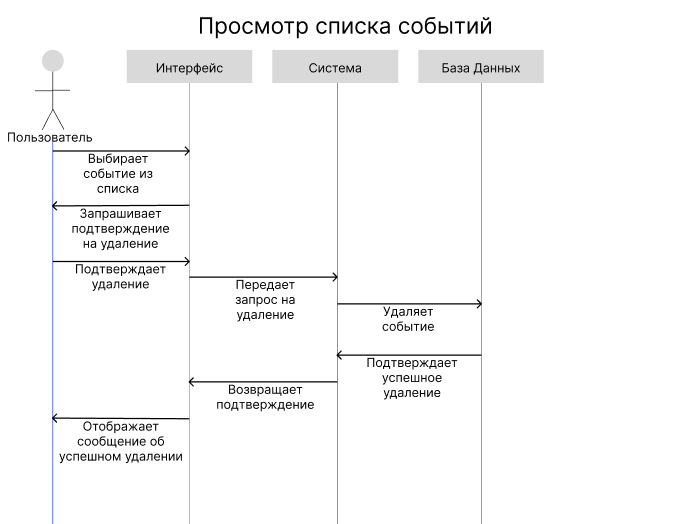 Просмотр списка событий
Интерфейс
Система
База Данных
Пользователь
Выбирает
событие из
списка
Запрашивает
подтверждение
на удаление
Подтверждает
удаление
Передает
запрос на
удаление
Удаляет
событие
Подтверждает
успешное
удаление
Возвращает
подтверждение
Отображает
сообщение об
успешном удалении